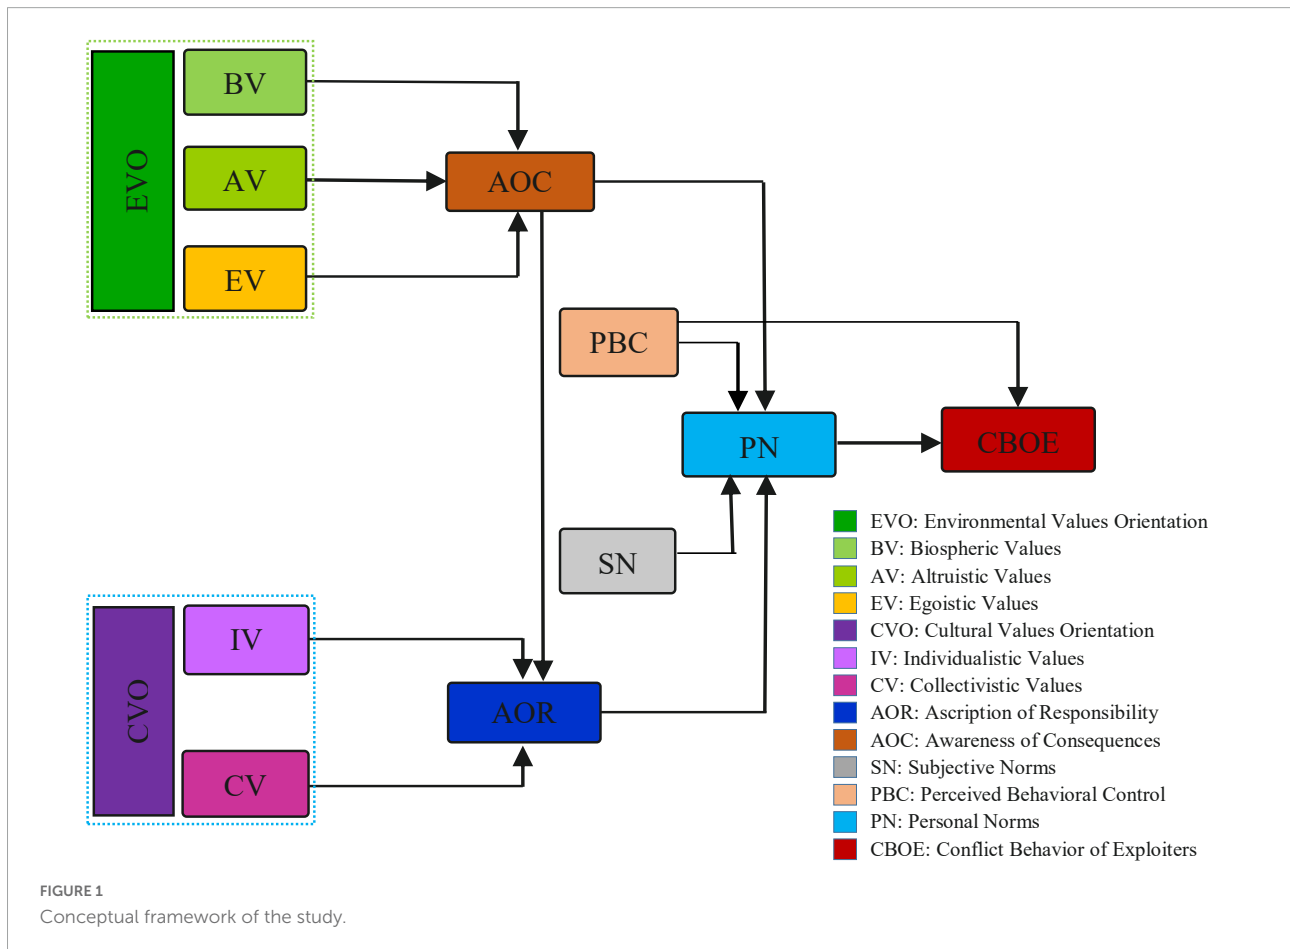 EVO
BV
AV
EV
AOC
PBC
PN
CBOE
SN
CVO
IV
CV
AOR
EVO: Environmental Values Orientation
BV: Biospheric Values
AV: Altruistic Values
EV: Egoistic Values
CVO: Cultural Values Orientation
IV: Individualistic Values
CV: Collectivistic Values
AOR: Ascription of Responsibility
AOC: Awareness of Consequences
SN: Subjective Norms
PBC: Perceived Behavioral Control
PN: Personal Norms
CBOE: Conflict Behavior of Exploiters
FIGURE 1
Conceptual framework of the study.